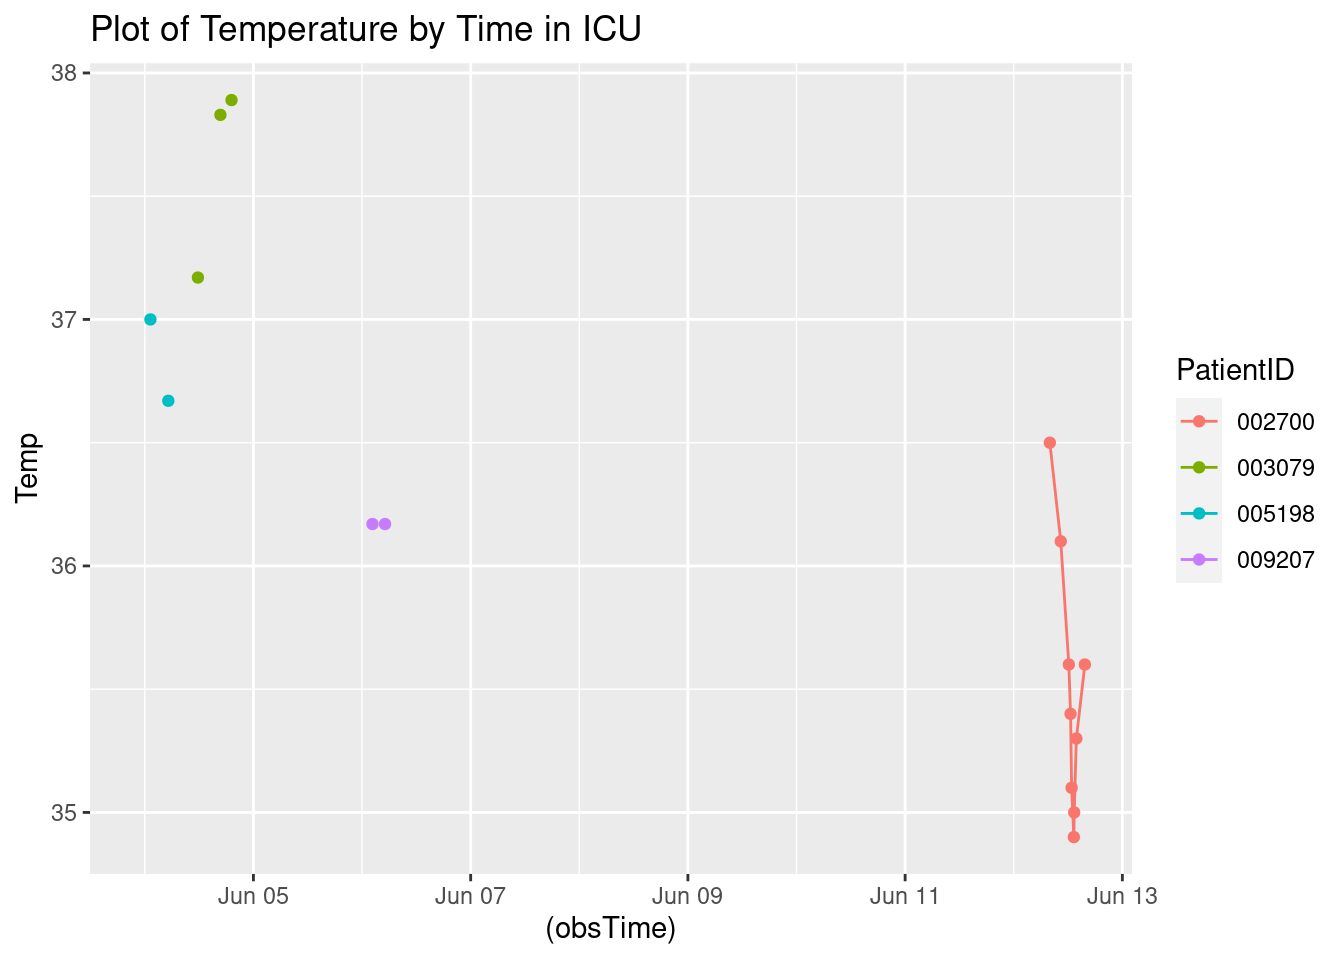 Plot of Temperature by Time in ICU
38
37
36
35
Temp
Jun 05 Jun 07 Jun 09 Jun 11 Jun 13
(obsTime)
PatientID
002700
003079
005198
009207